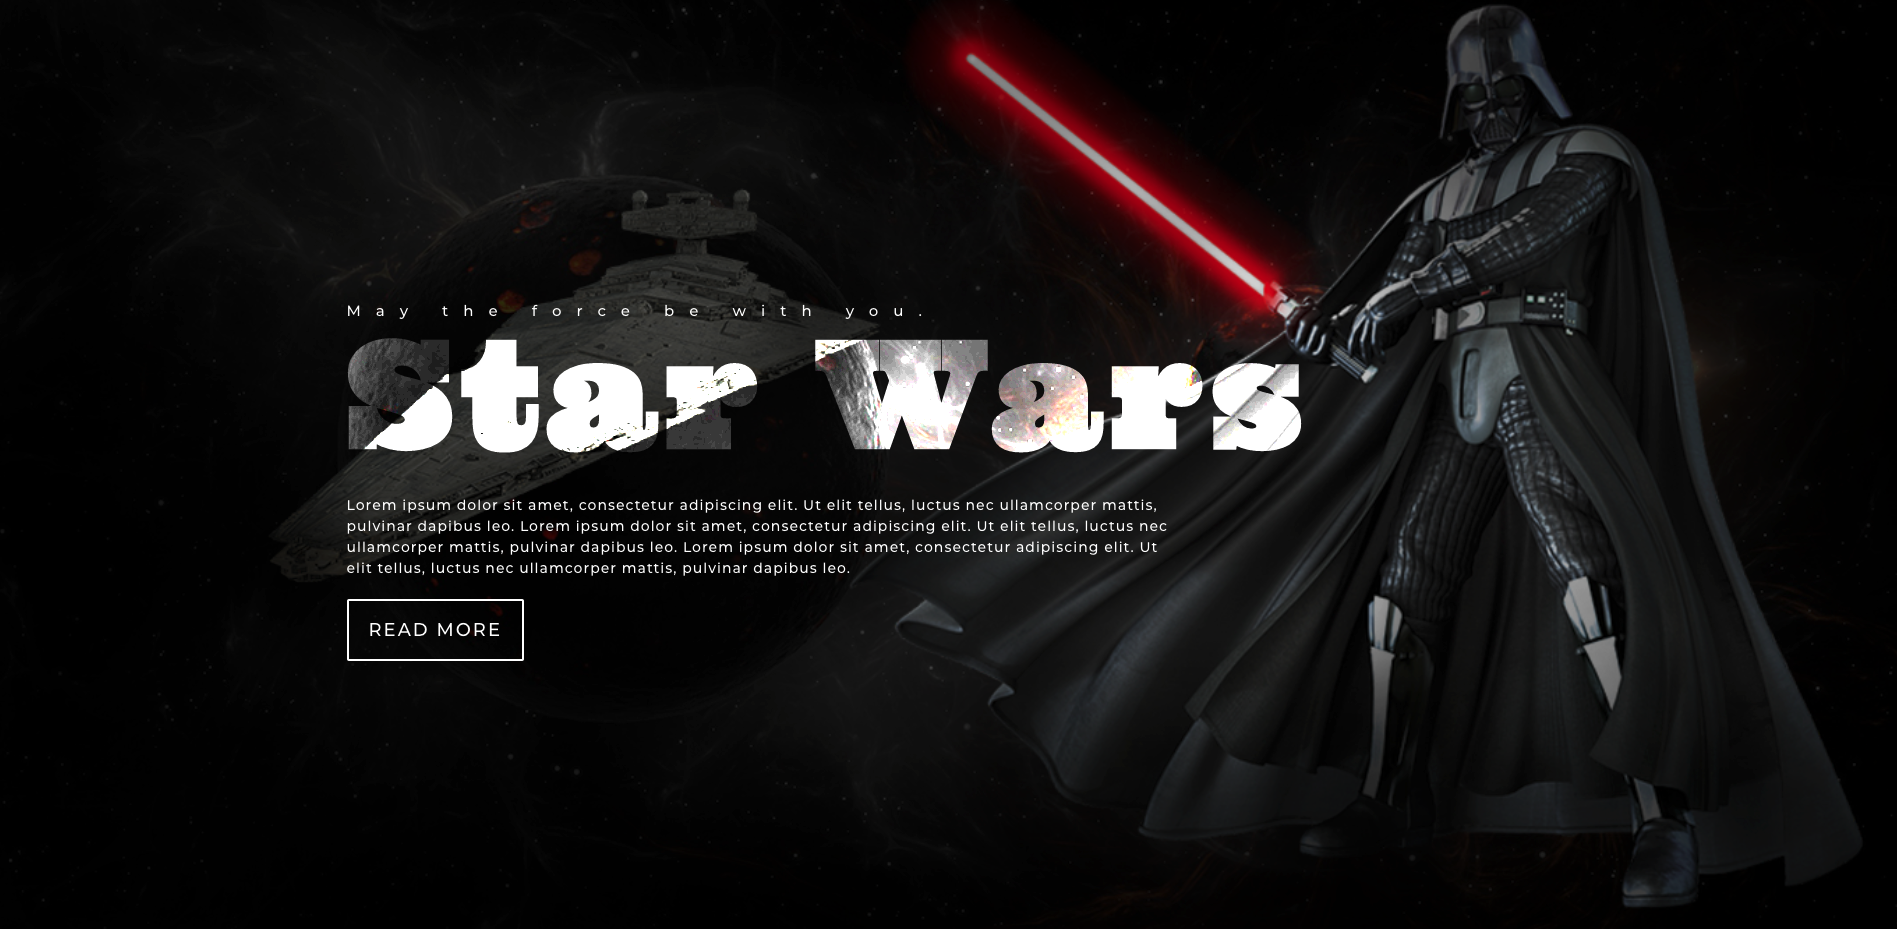 May the force be with you.
Star Wars
Lorem ipsum dolor sit amet, consectetur adipiscing elit. Ut elit tellus, luctus nec ullamcorper mattis,
pulvinar dapibus leo. Lorem ipsum dolor sit amet, consectetur adipiscing elit. Ut elit tellus, luctus nec
ullamcorper mattis, pulvinar dapibus leo. Lorem ipsum dolor sit amet, consectetur adipiscing elit. Ut
elit tellus, luctus nec ullamcorper mattis, pulvinar dapibus leo.
READ MORE